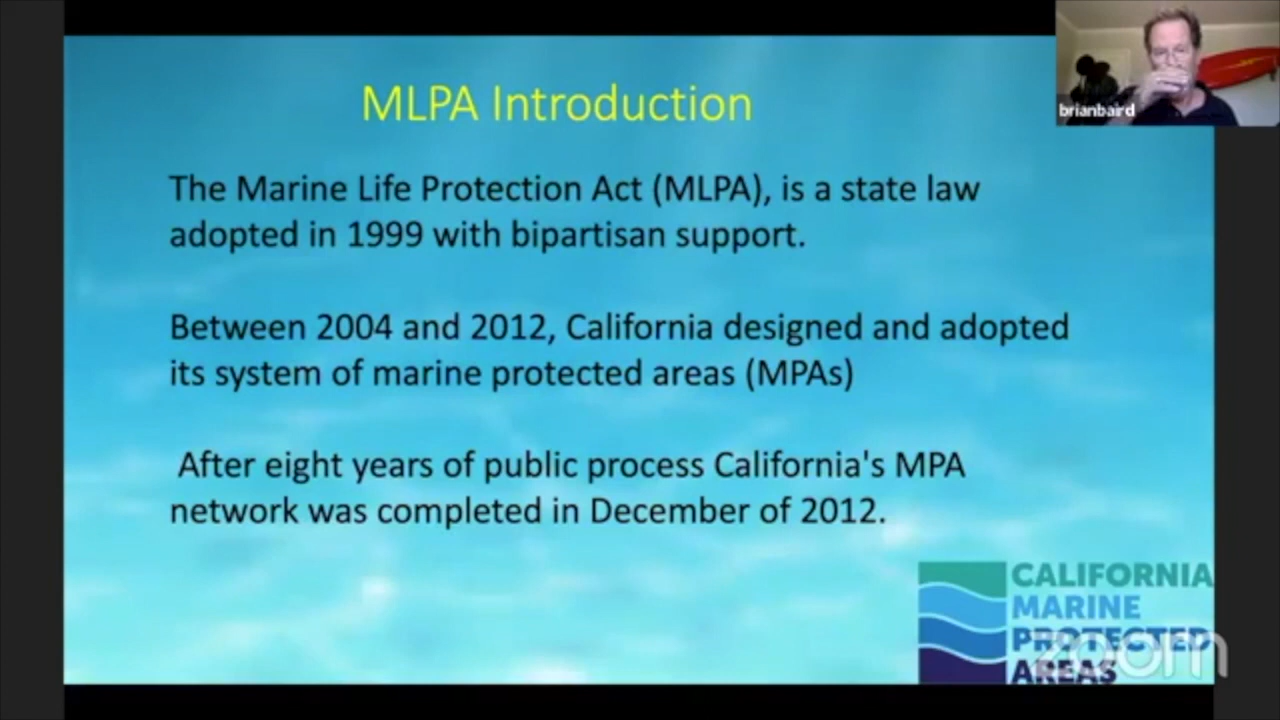 MLPA Introduction
brianbaird
The Marine Life Protection Act (MLPA), is a state law
adopted in 1999 with bipartisan support.
Between 2004 and 2012, California designed and adopted
its system of marine protected areas (MPAs)
After eight years of public process California's MPA
network was completed in December of 2012.
CALIFORNIA
MARINE
PROTECTED
AREAS
zoom